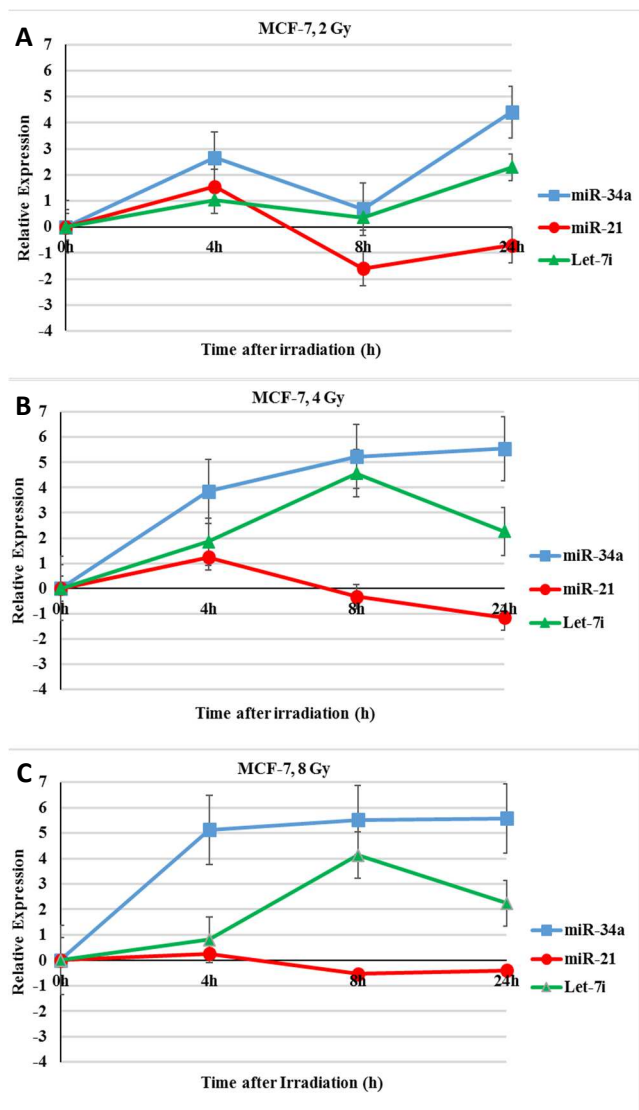 A
MCF-7, 2 Gy
7
6
5
4
3
2
1
0
-1
-2
-3
-4
Relative Expression
0h 4h 8h 24h
Time after irradiation (h)
miR-34a
miR-21
Let-7i
B
MCF-7, 4 Gy
7
6
5
4
3
2
1
0
-1
-2
-3
-4
Relative Expression
0h 4h 8h 24h
Time after irradiation (h)
miR-34a
miR-21
Let-7i
C
MCF-7, 8 Gy
7
6
5
4
3
2
1
0
-1
-2
-3
-4
Relative Expression
0h 4h 8h 24h
Time after Irradiation (h)
miR-34a
miR-21
Let-7i